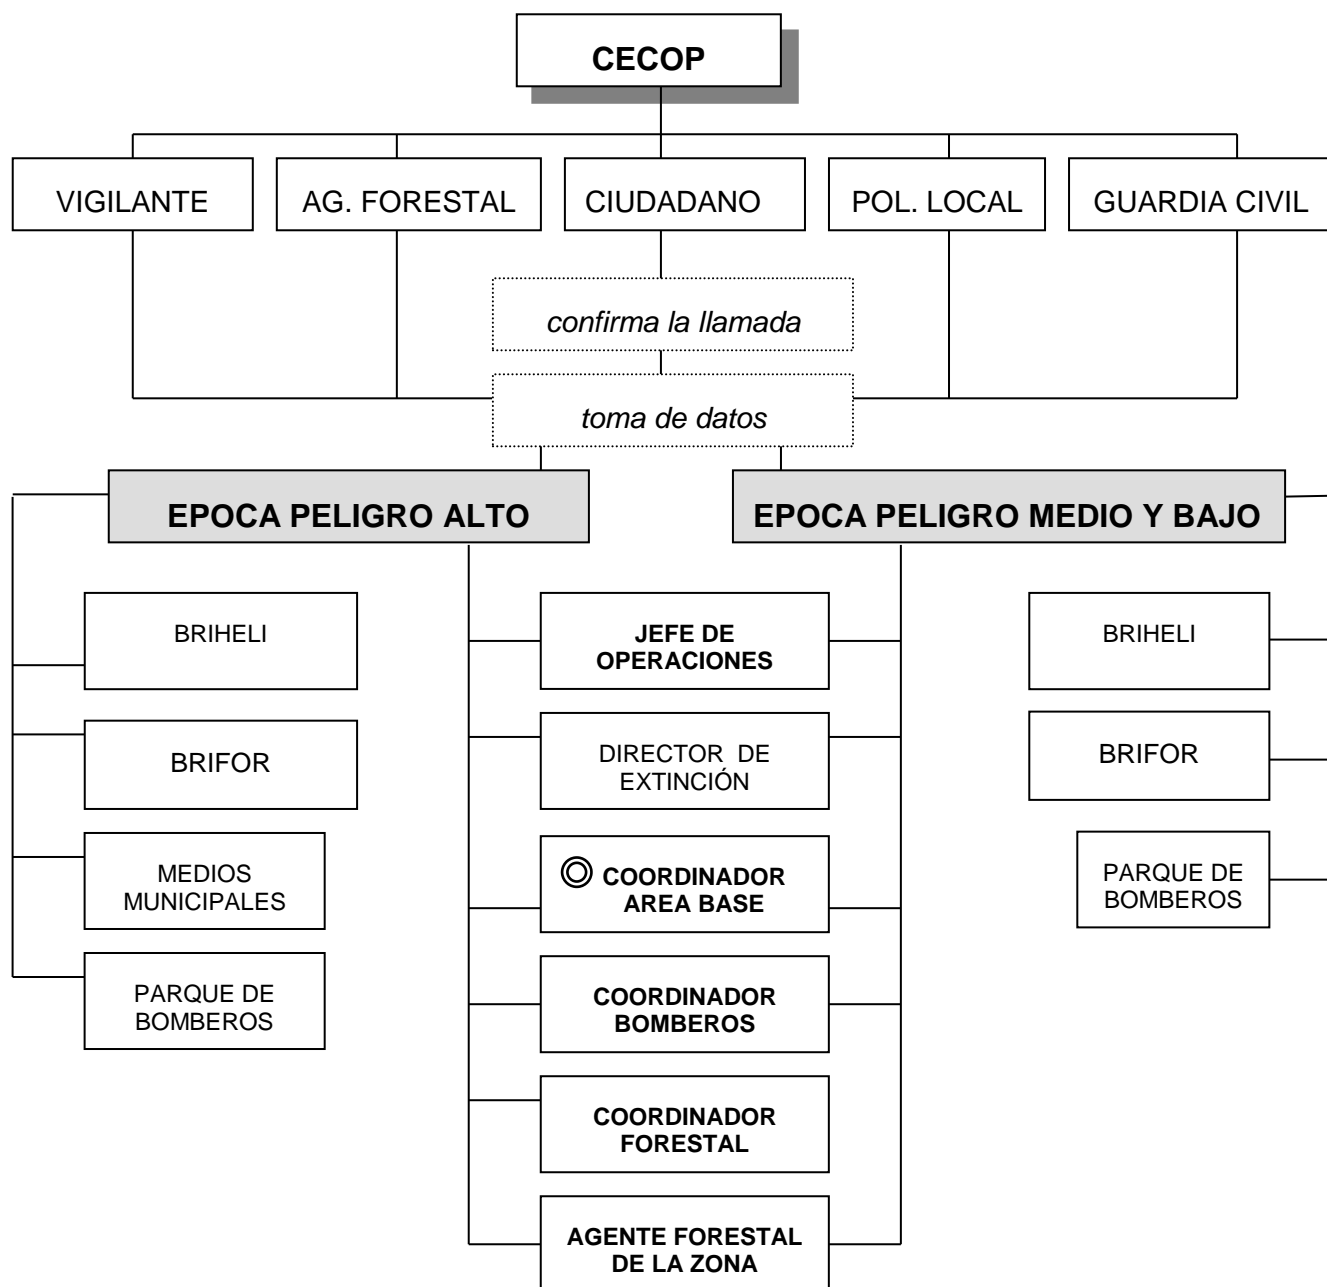 CECOP
VIGILANTE
AG. FORESTAL
CIUDADANO
POL. LOCAL
GUARDIA CIVIL
confirma la llamada
toma de datos
EPOCA PELIGRO ALTO
EPOCA PELIGRO MEDIO Y BAJO
BRIHELI
BRIFOR
MEDIOS
MUNICIPALES
PARQUE DE
BOMBEROS
JEFE DE
OPERACIONES
DIRECTOR DE
EXTINCIÓN
COORDINADOR
AREA BASE
COORDINADOR
BOMBEROS
COORDINADOR
FORESTAL
AGENTE FORESTAL
DE LA ZONA
BRIHELI
BRIFOR
PARQUE DE
BOMBEROS